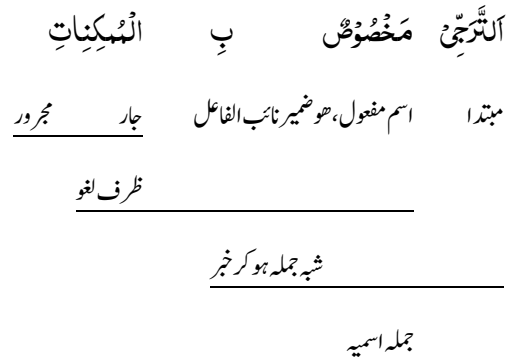 اَلتَّرَجِّیْ مَخْصُوْصٌ بِ الْمُمْكِنِاتِ
مبتدا اسم مفعول، ھو ضمیر نائب الفاعل جار مجرور
ظرف لغو
شبہ جملہ ہو کر خبر
جملہ اسمیہ